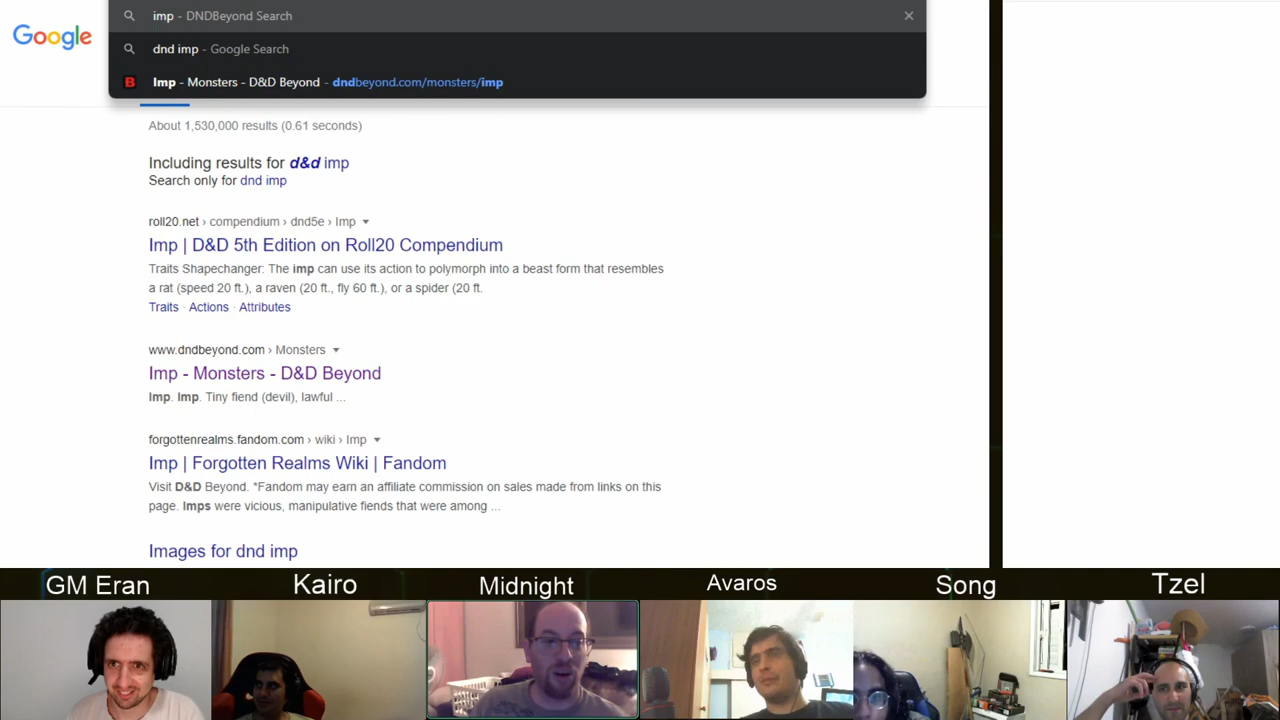 imp - DNDBeyond Search
Google
dnd imp - Google Search
Imp - Monsters - D&D Beyond - dndbeyond.com/monsters/imp
About 1,530,000 results (0.61 seconds)
Including results for d&d imp
Search only for dnd imp
roll20.net › compendium › dnd5e › Imp
Imp | D&D 5th Edition on Roll20 Compendium
Traits Shapechanger: The imp can use its action to polymorph into a beast form that resembles
a rat (speed 20 ft.), a raven (20 ft., fly 60 ft.), or a spider (20 ft.
Traits · Actions · Attributes
www.dndbeyond.com › Monsters
Imp - Monsters - D&D Beyond
Imp. Imp. Tiny fiend (devil), lawful ...
forgottenrealms.fandom.com › wiki › Imp
Imp | Forgotten Realms Wiki | Fandom
Visit D&D Beyond. *Fandom may earn an affiliate commission on sales made from links on this
page. Imps were vicious, manipulative fiends that were among ...
Images for dnd imp
GM Eran
Kairo
Midnight
Avaros
Song
Tzel